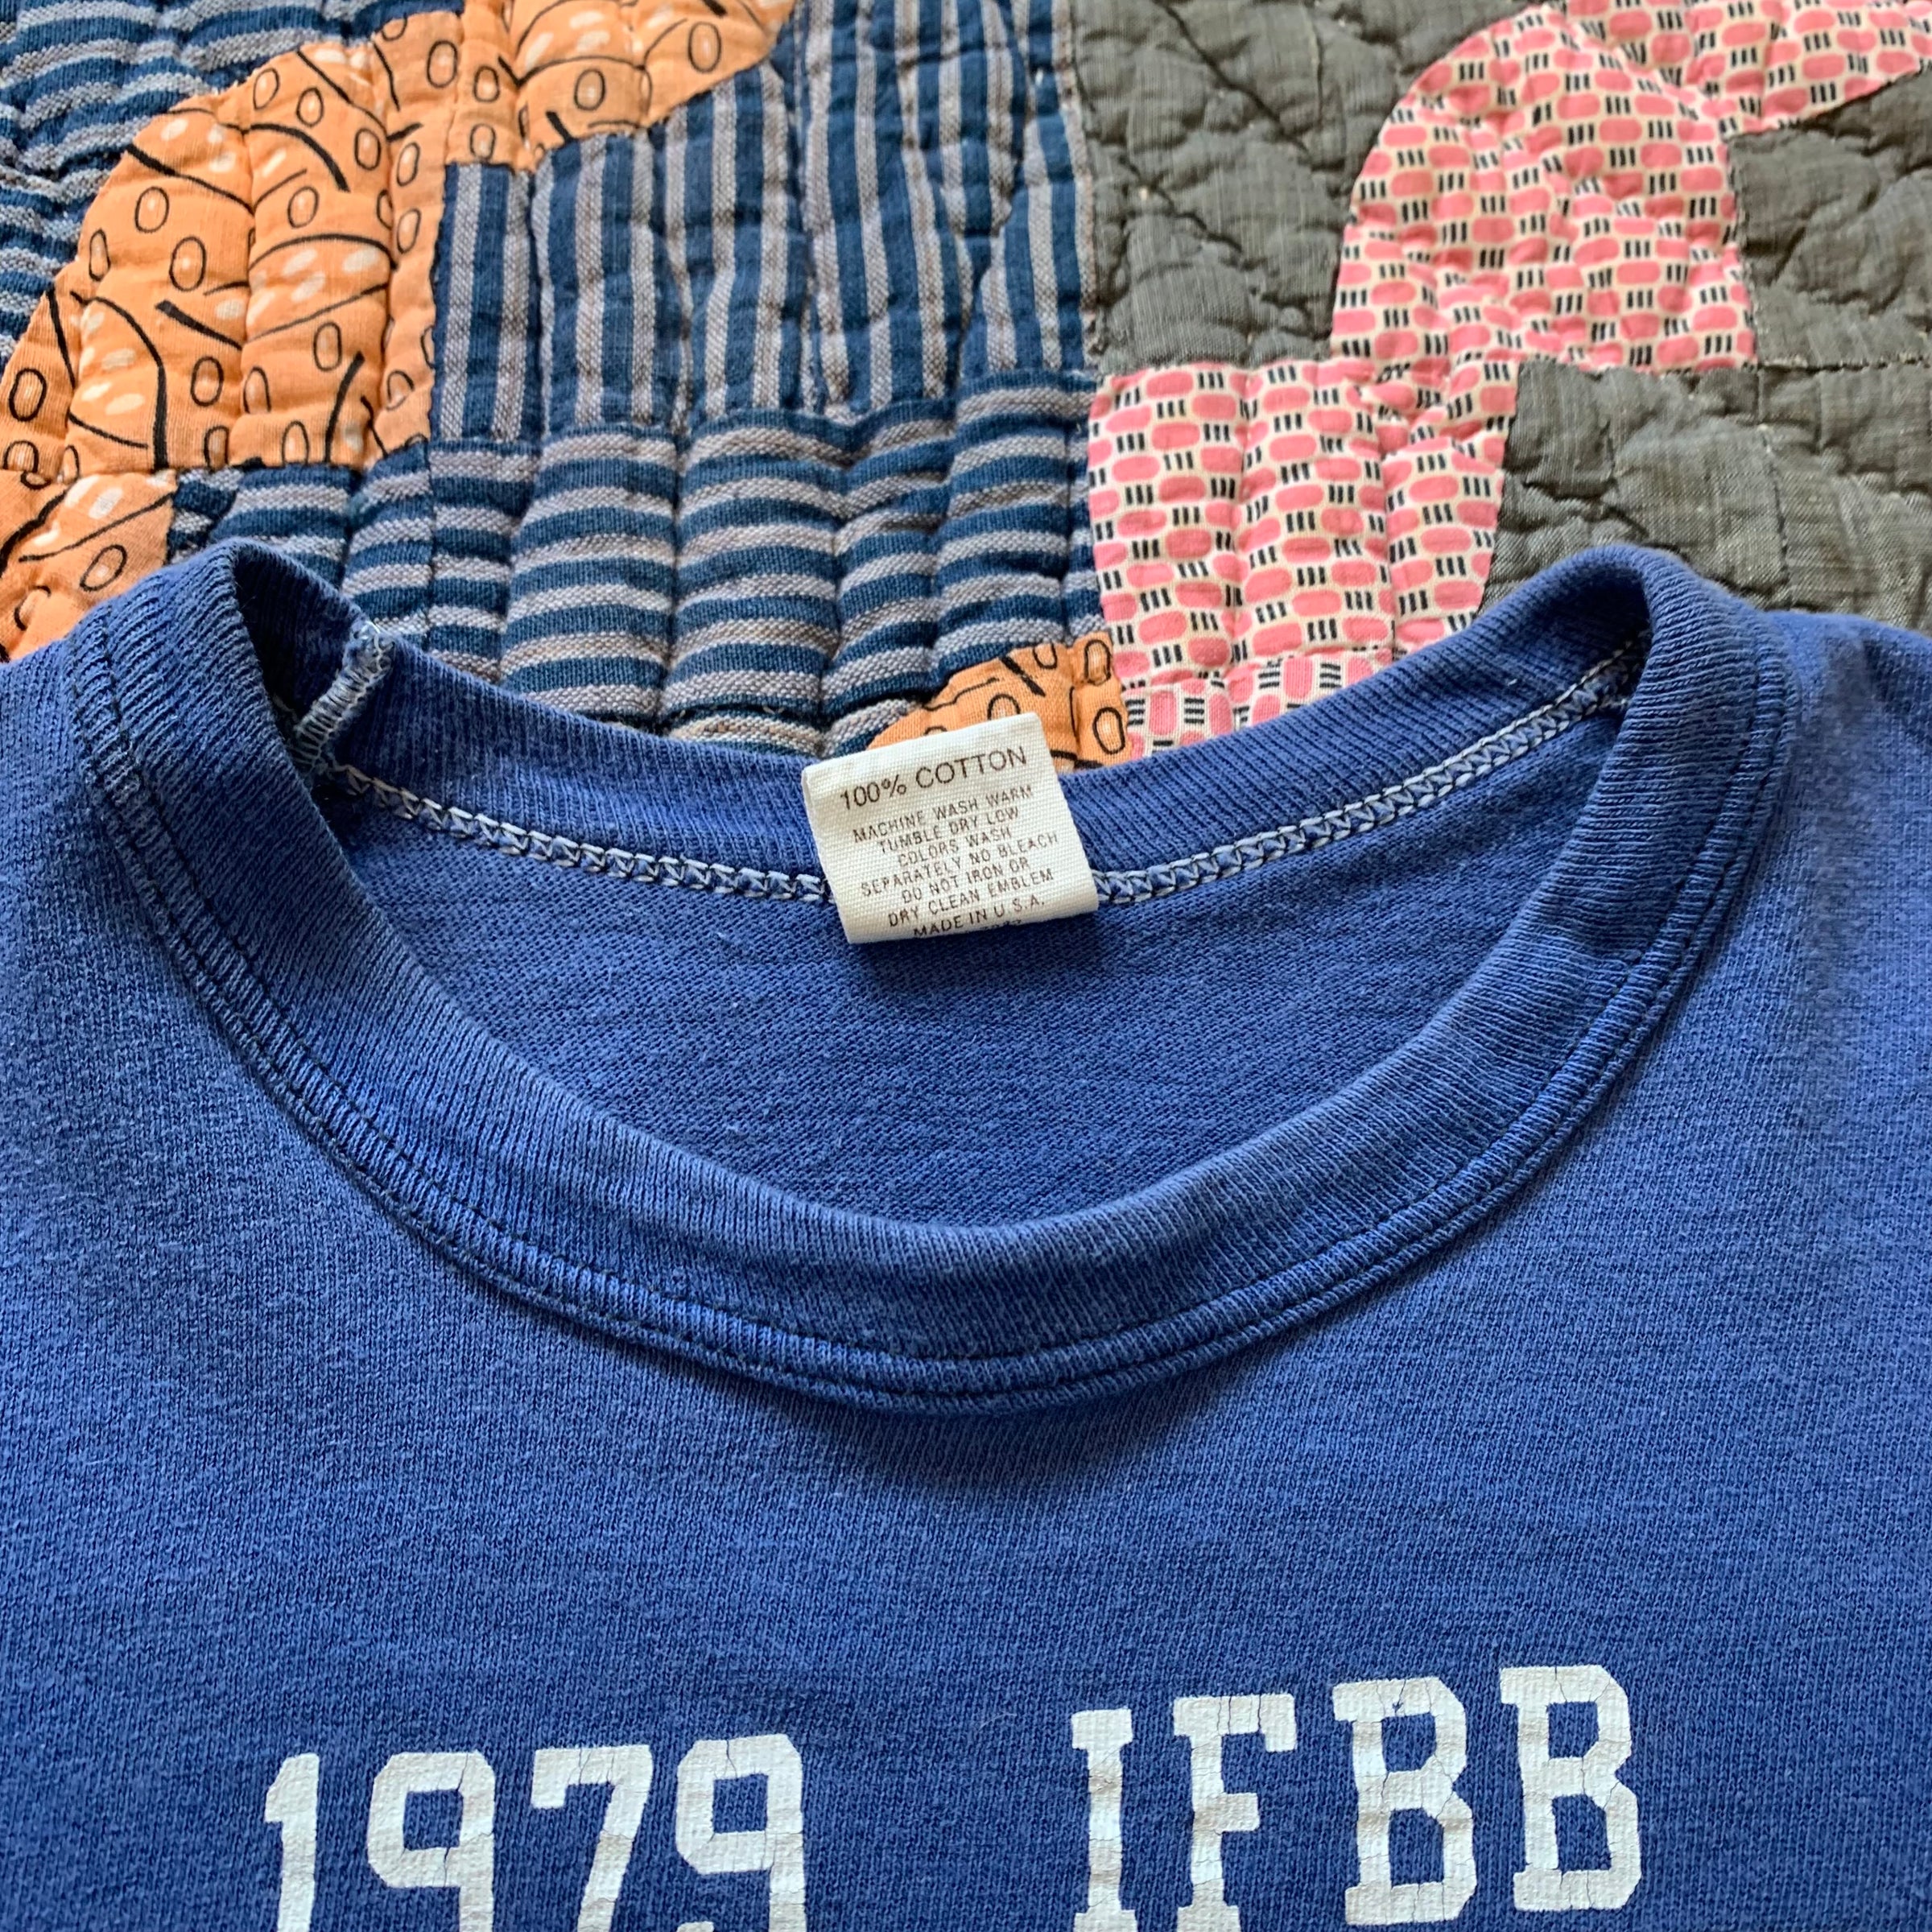 100% COTTON
MACHINE WASH WARM
TUMBLE DRY LOW
COLORS WASH
SEPARATELY NO BLEACH
DO NOT IRON OR
DRY CLEAN EMBLEM
MADE IN U.S.A.
1979 IFBB